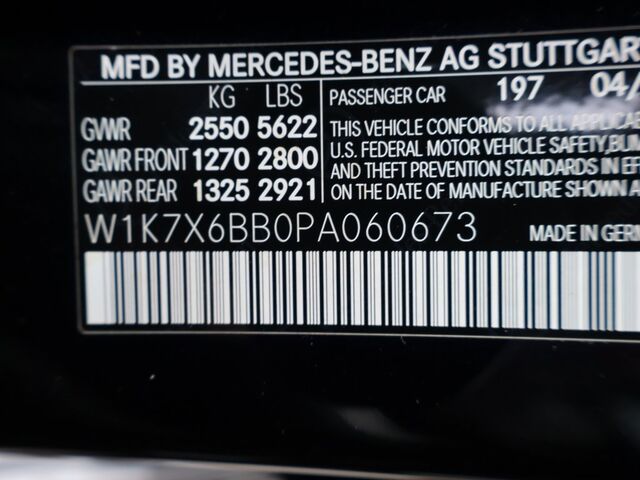 MFD BY MERCEDES-BENZ AG STUTTGAR
KG LBS
GVWR 2550 5622
GAWR FRONT 1270 2800
GAWR REAR 1325 2921
PASSENGER CAR 197 04/
THIS VEHICLE CONFORMS TO ALL APPLICA
U.S. FEDERAL MOTOR VEHICLE SAFETY, BUM
AND THEFT PREVENTION STANDARDS IN EFFE
ON THE DATE OF MANUFACTURE SHOWN A
W1K7X6BB0PA060673
MADE IN GERM